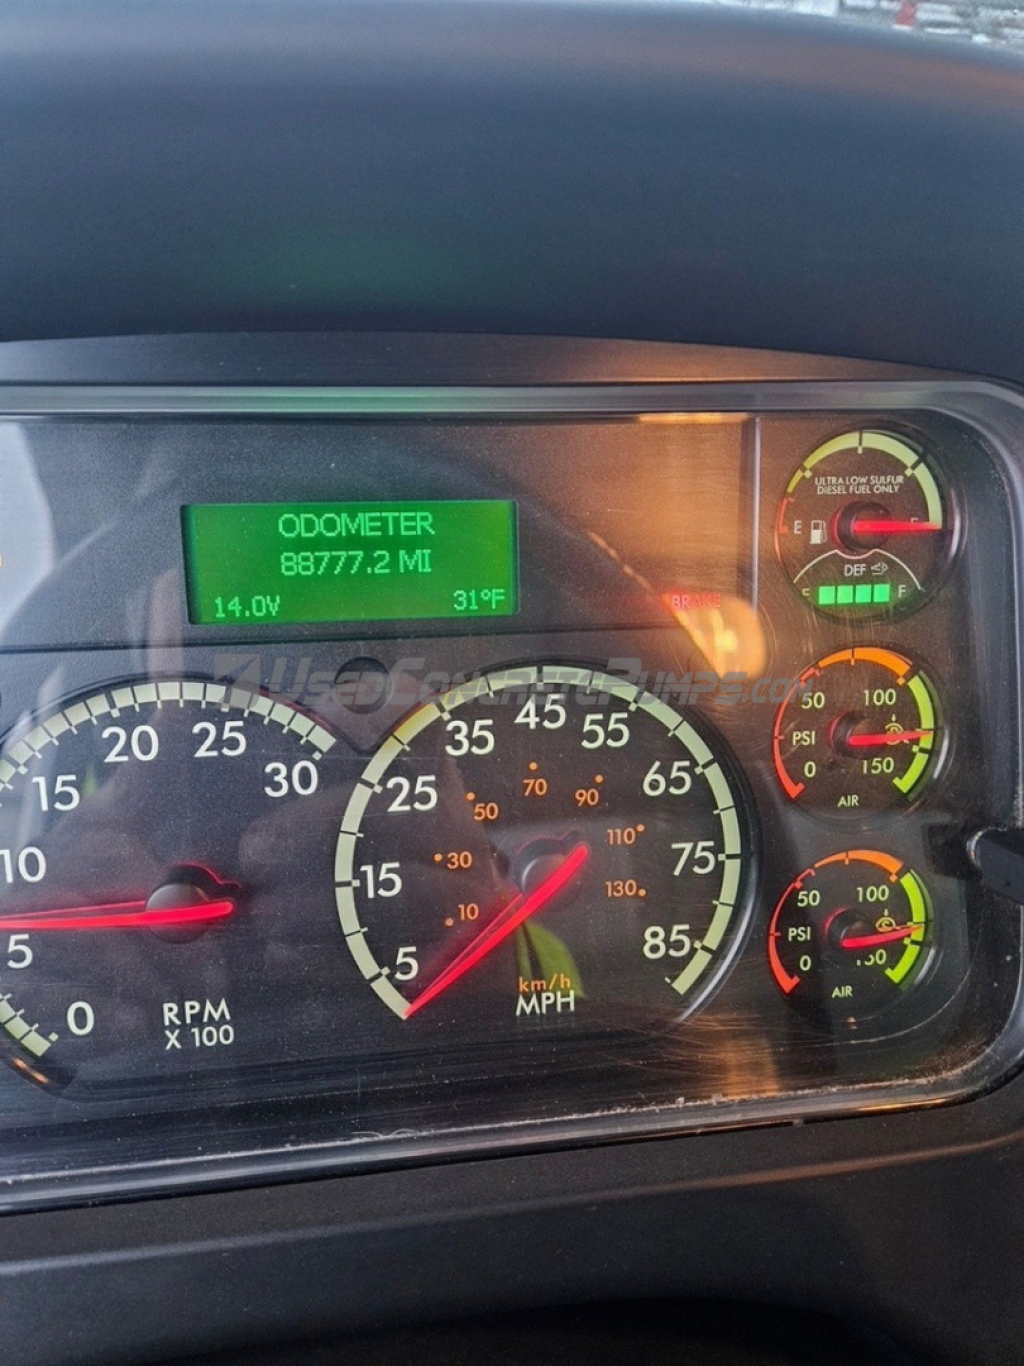 ODOMETER
88777.2 MI
14.0V
31°F
BRAKE
ULTRA LOW SULFUR
DIESEL FUEL ONLY
E
DEF
F
USEDCONCRETEPUMPS.COM
0
5
10
15
20
25
30
RPM
X 100
5
15
25
35
45
55
65
75
85
10
30
50
70
90
110
130
km/h
MPH
50
100
PSI
0
150
AIR
50
100
PSI
0
AIR